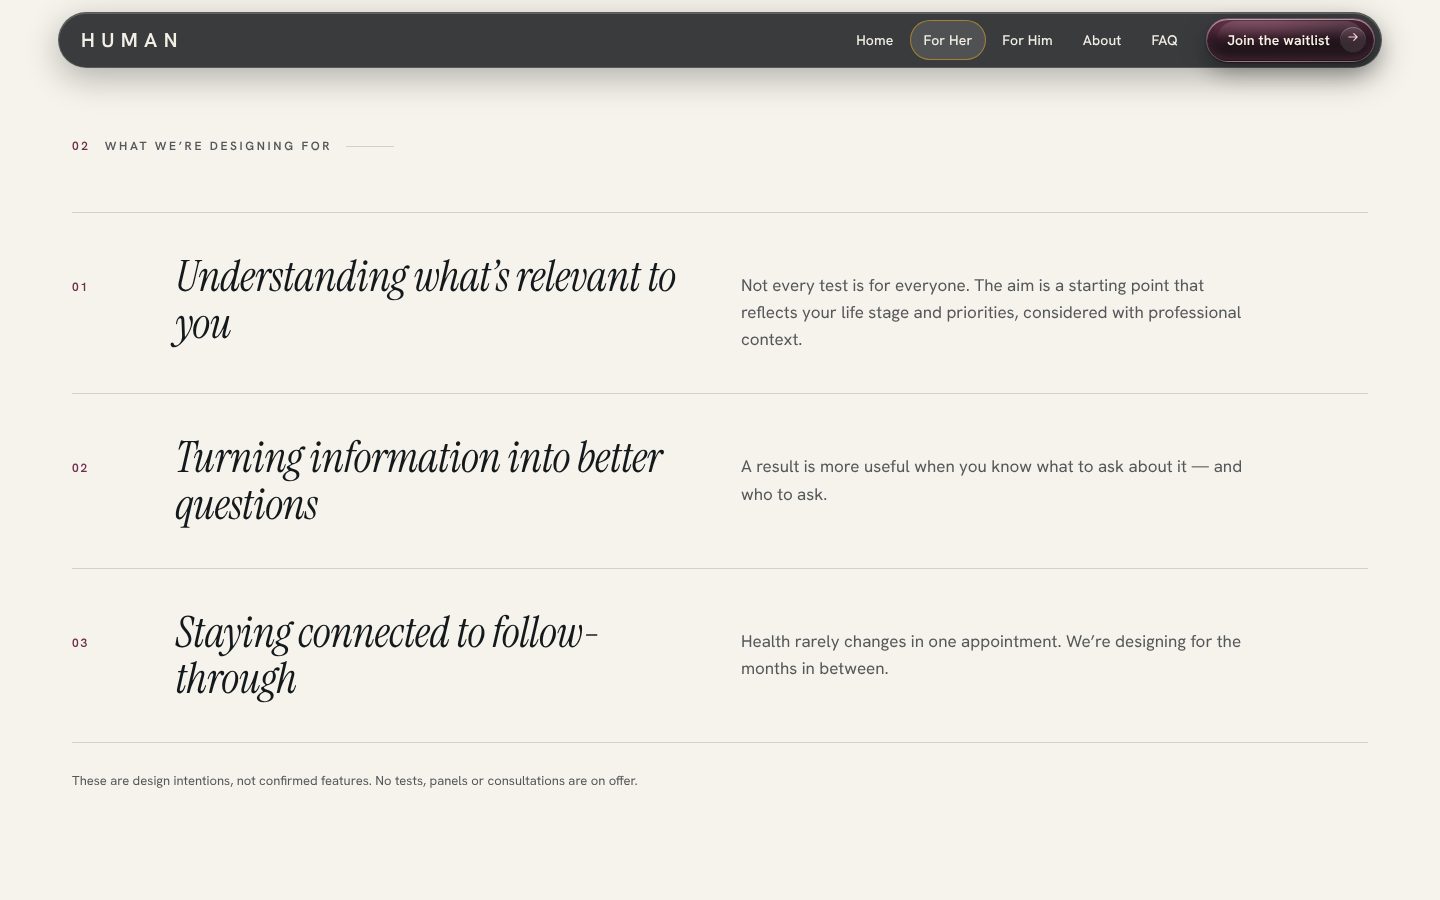 HUMAN
Home
For Her
For Him
About
FAQ
Join the waitlist
02 WHAT WE’RE DESIGNING FOR
01
Understanding what’s relevant to
you
Not every test is for everyone. The aim is a starting point that
reflects your life stage and priorities, considered with professional
context.
02
Turning information into better
questions
A result is more useful when you know what to ask about it — and
who to ask.
03
Staying connected to follow-
through
Health rarely changes in one appointment. We’re designing for the
months in between.
These are design intentions, not confirmed features. No tests, panels or consultations are on offer.